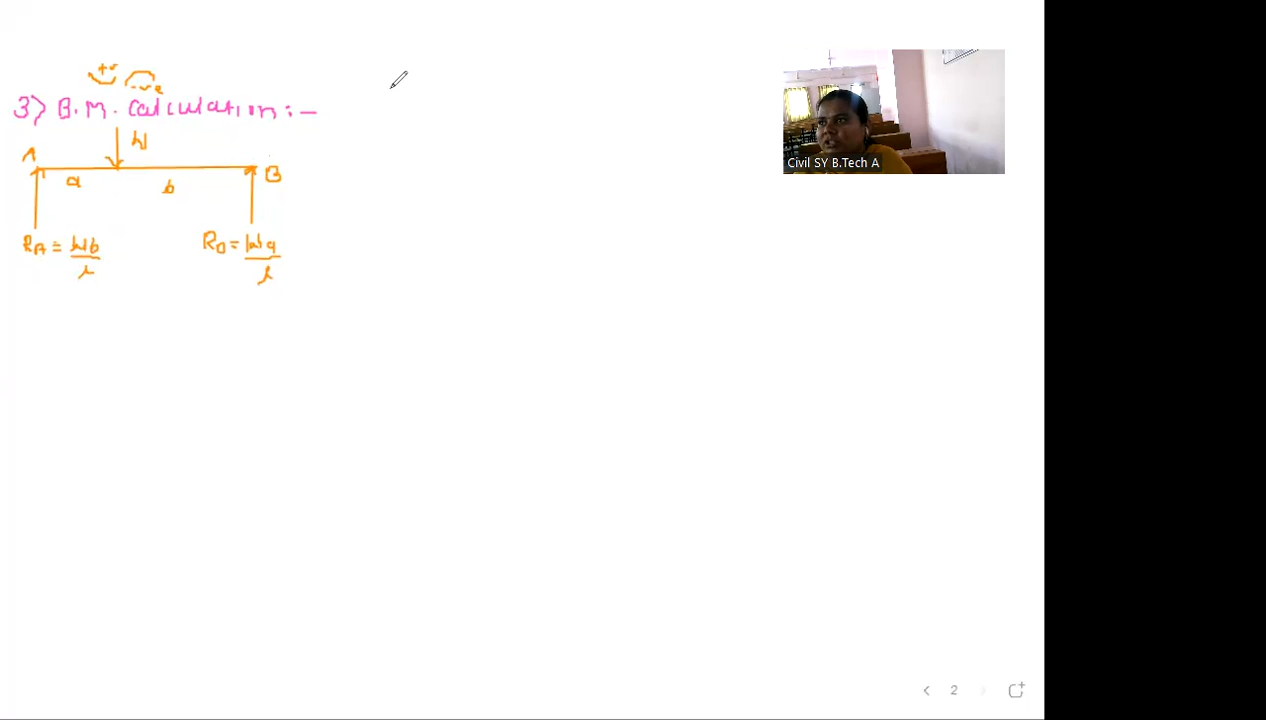 +ve -ve
3) B.M. Calculation:-
W
A B
a b
RA = Wb/l RB = Wa/l
Civil SY B.Tech A
2